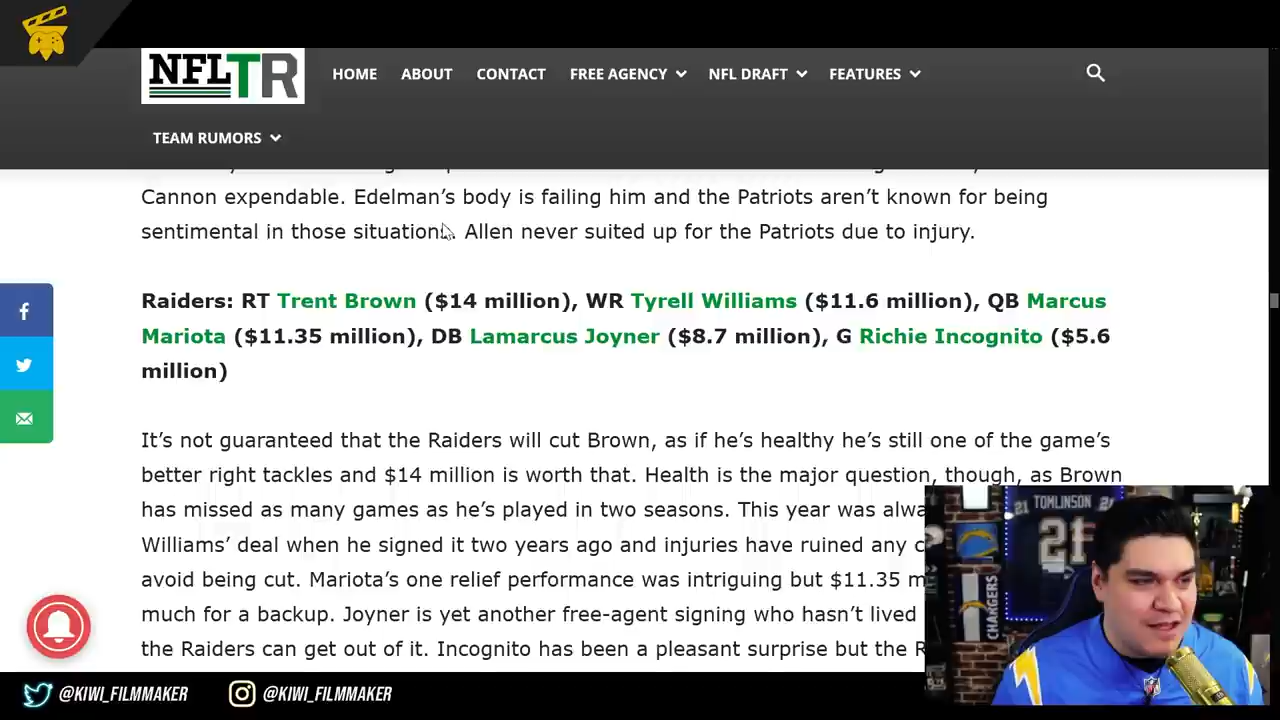 NFLTR
HOME
ABOUT
CONTACT
FREE AGENCY
NFL DRAFT
FEATURES
TEAM RUMORS
Cannon expendable. Edelman's body is failing him and the Patriots aren't known for being
sentimental in those situations. Allen never suited up for the Patriots due to injury.
Raiders: RT Trent Brown ($14 million), WR Tyrell Williams ($11.6 million), QB Marcus
Mariota ($11.35 million), DB Lamarcus Joyner ($8.7 million), G Richie Incognito ($5.6
million)
It's not guaranteed that the Raiders will cut Brown, as if he's healthy he's still one of the game's
better right tackles and $14 million is worth that. Health is the major question, though, as Brown
has missed as many games as he's played in two seasons. This year was alwa
Williams' deal when he signed it two years ago and injuries have ruined any c
avoid being cut. Mariota's one relief performance was intriguing but $11.35 m
much for a backup. Joyner is yet another free-agent signing who hasn't lived
the Raiders can get out of it. Incognito has been a pleasant surprise but the R
21 TOMLINSON 21
21
CHARGERS
@KIWI_FILMMAKER
@KIWI_FILMMAKER